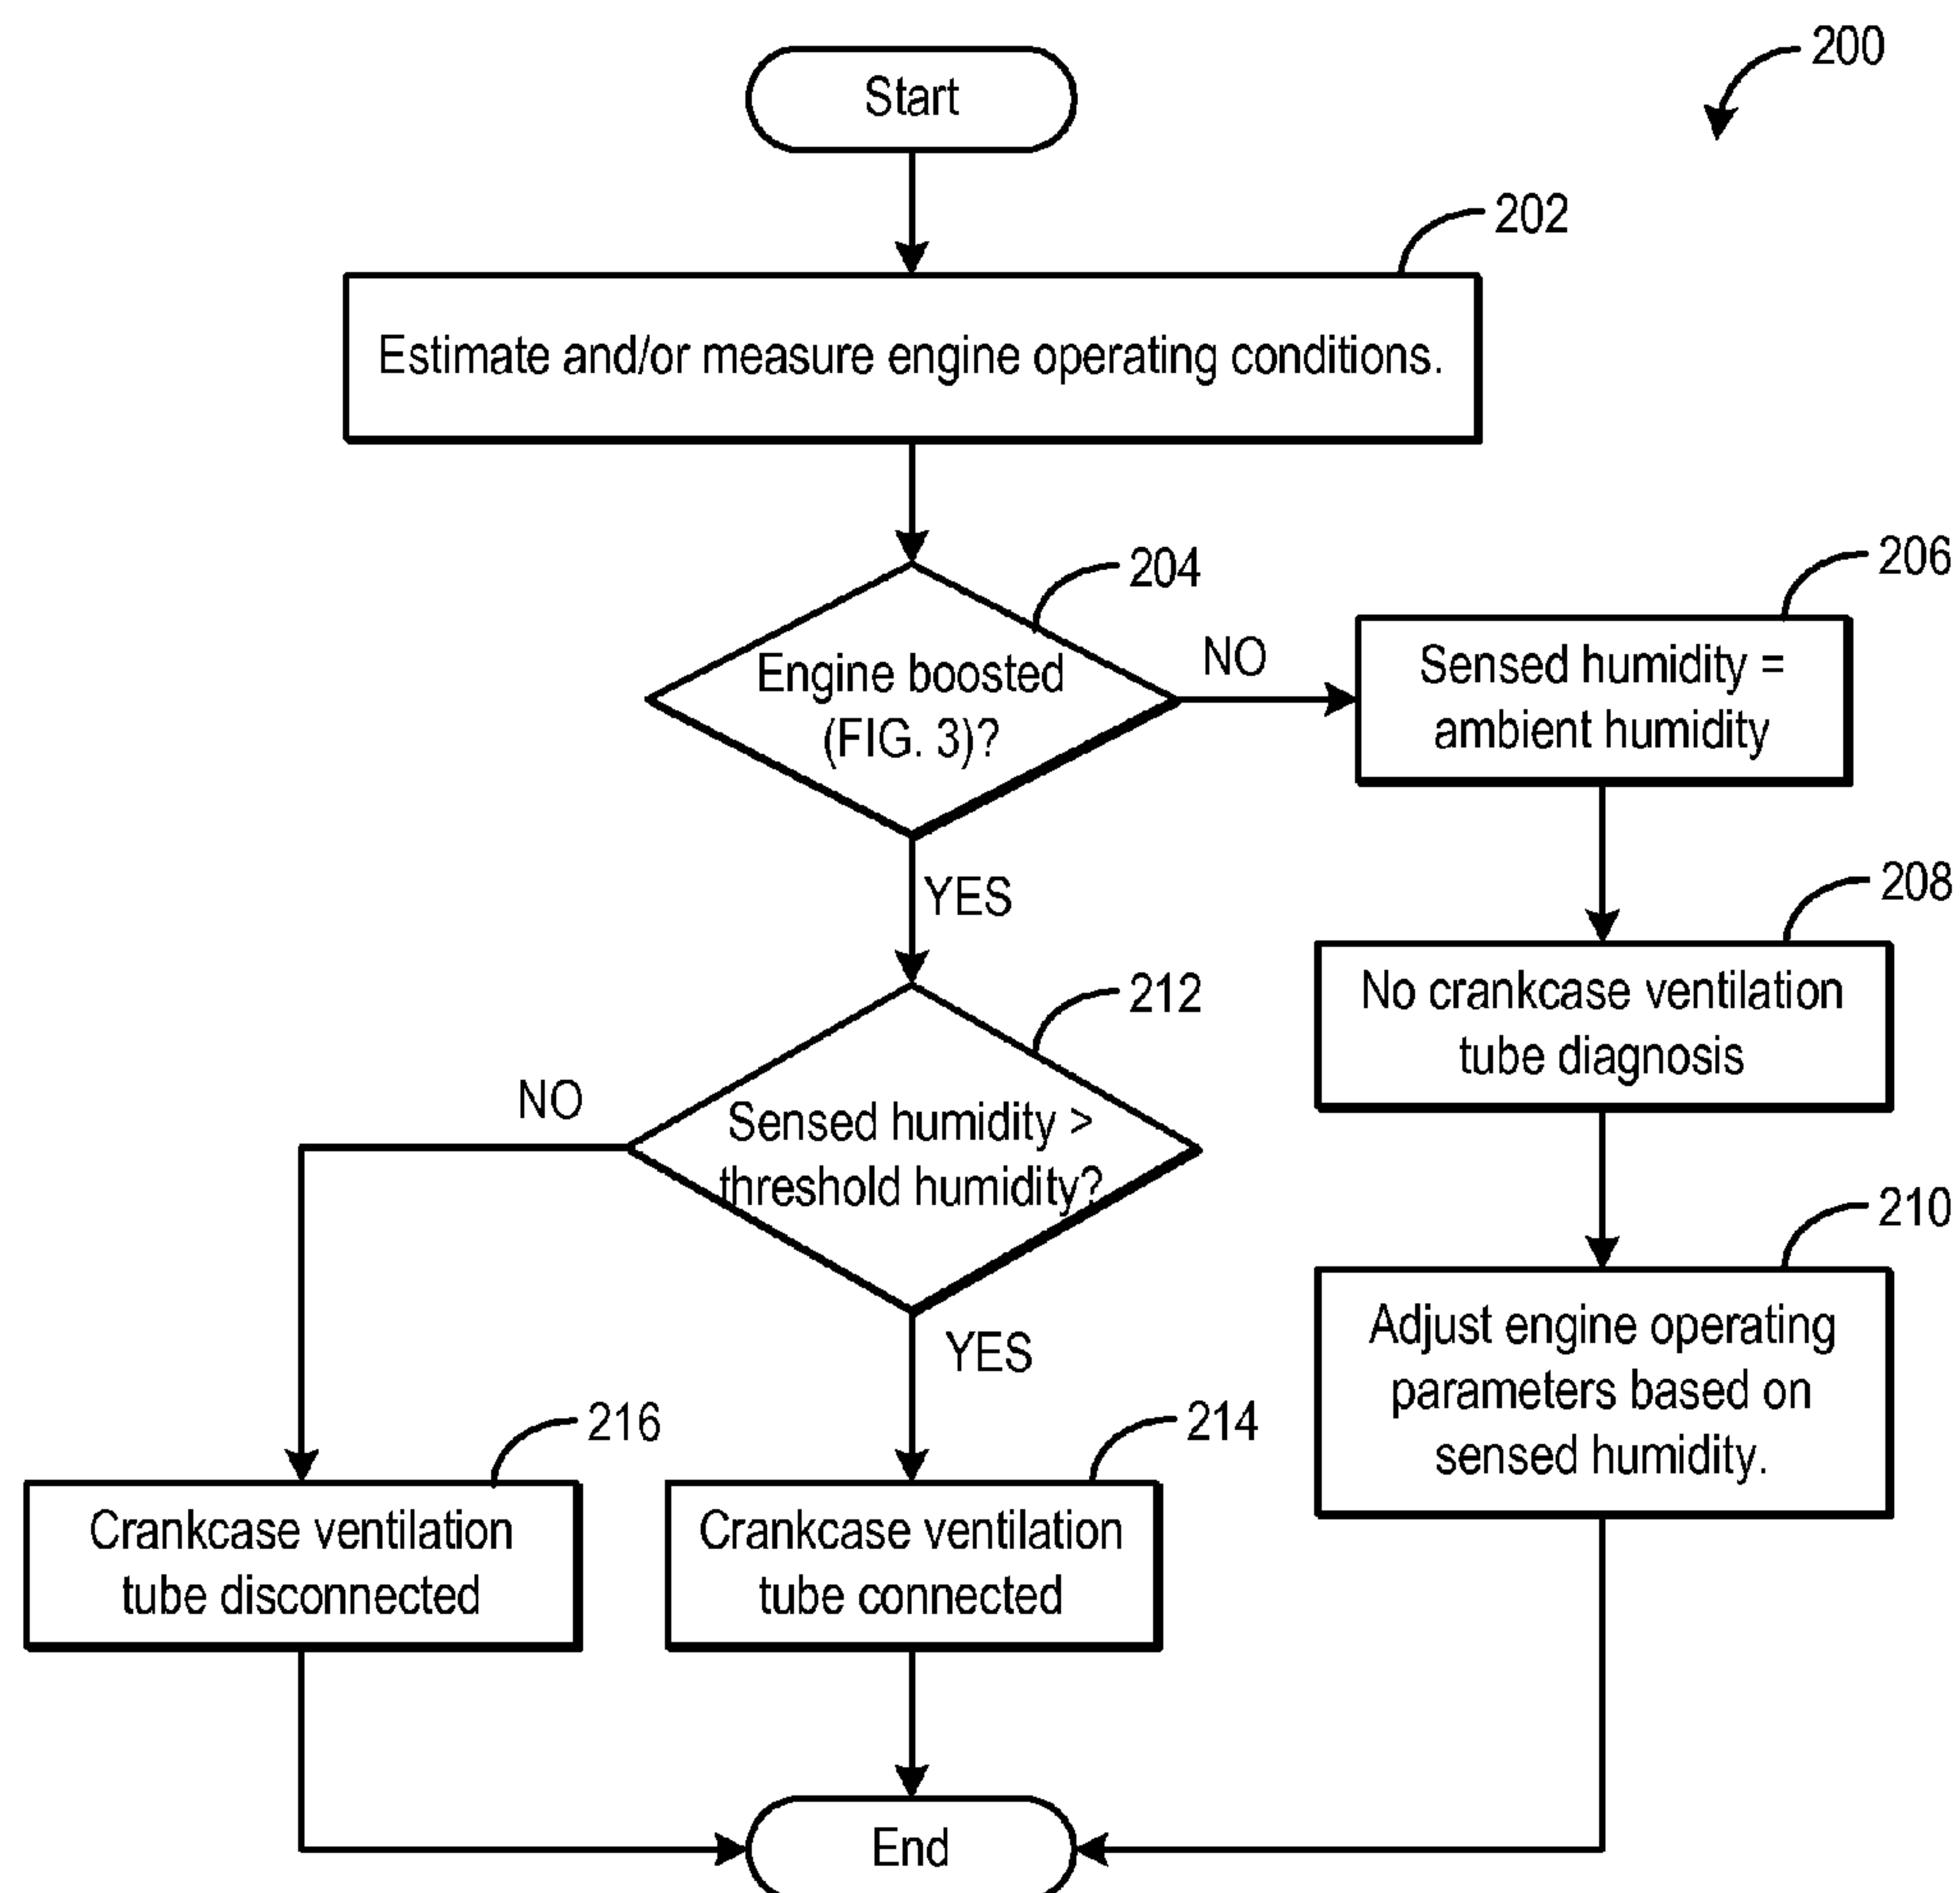 200
Start
202
Estimate and/or measure engine operating conditions.
204
Engine boosted
(FIG. 3)?
NO
206
Sensed humidity =
ambient humidity
YES
208
No crankcase ventilation
tube diagnosis
212
Sensed humidity >
threshold humidity?
NO
YES
210
Adjust engine operating
parameters based on
sensed humidity.
216
Crankcase ventilation
tube disconnected
214
Crankcase ventilation
tube connected
End